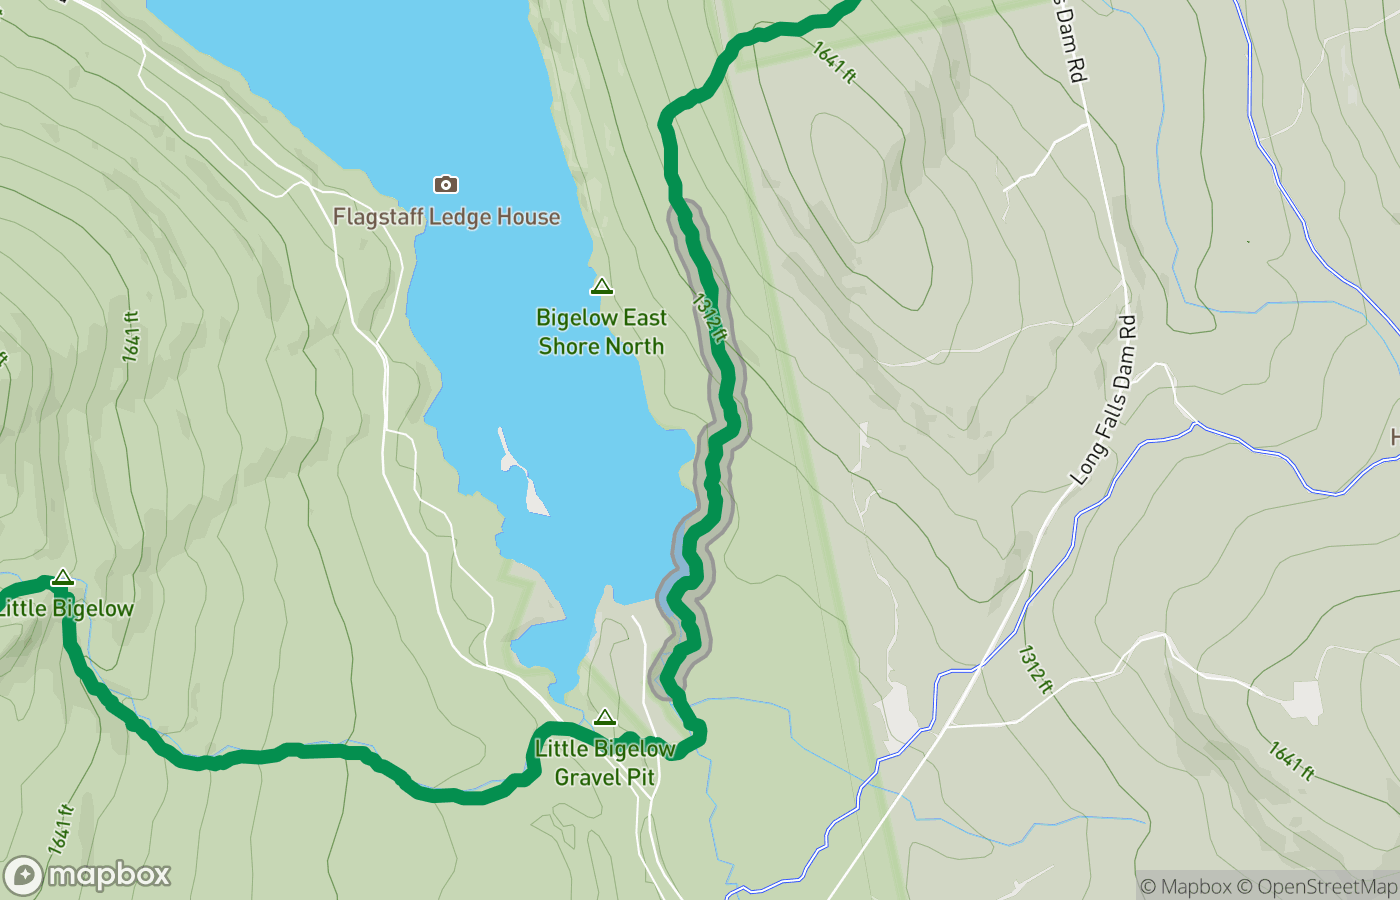 s Dam Rd
1641 ft
Flagstaff Ledge House
Bigelow East
Shore North
1312 ft
1641 ft
ft
Long Falls Dam Rd
H
Little Bigelow
1312 ft
Little Bigelow
Gravel Pit
1641 ft
1641 ft
mapbox
© Mapbox © OpenStreetMap